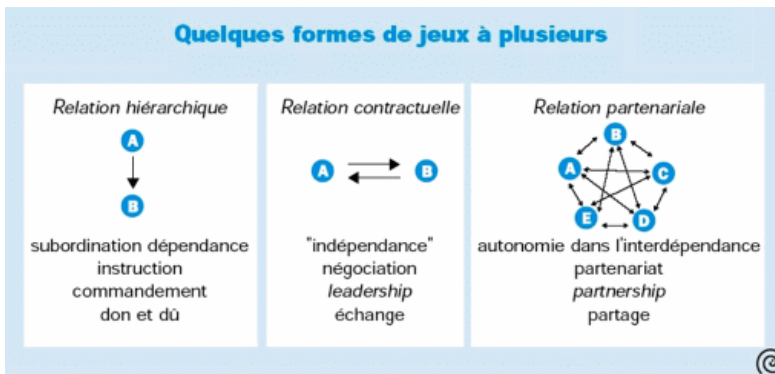 Quelques formes de jeux à plusieurs
Relation hiérarchique
A
B
subordination dépendance
instruction
commandement
don et dû
Relation contractuelle
A
B
"indépendance"
négociation
leadership
échange
Relation partenariale
B
A
C
E
D
autonomie dans l'interdépendance
partenariat
partnership
partage